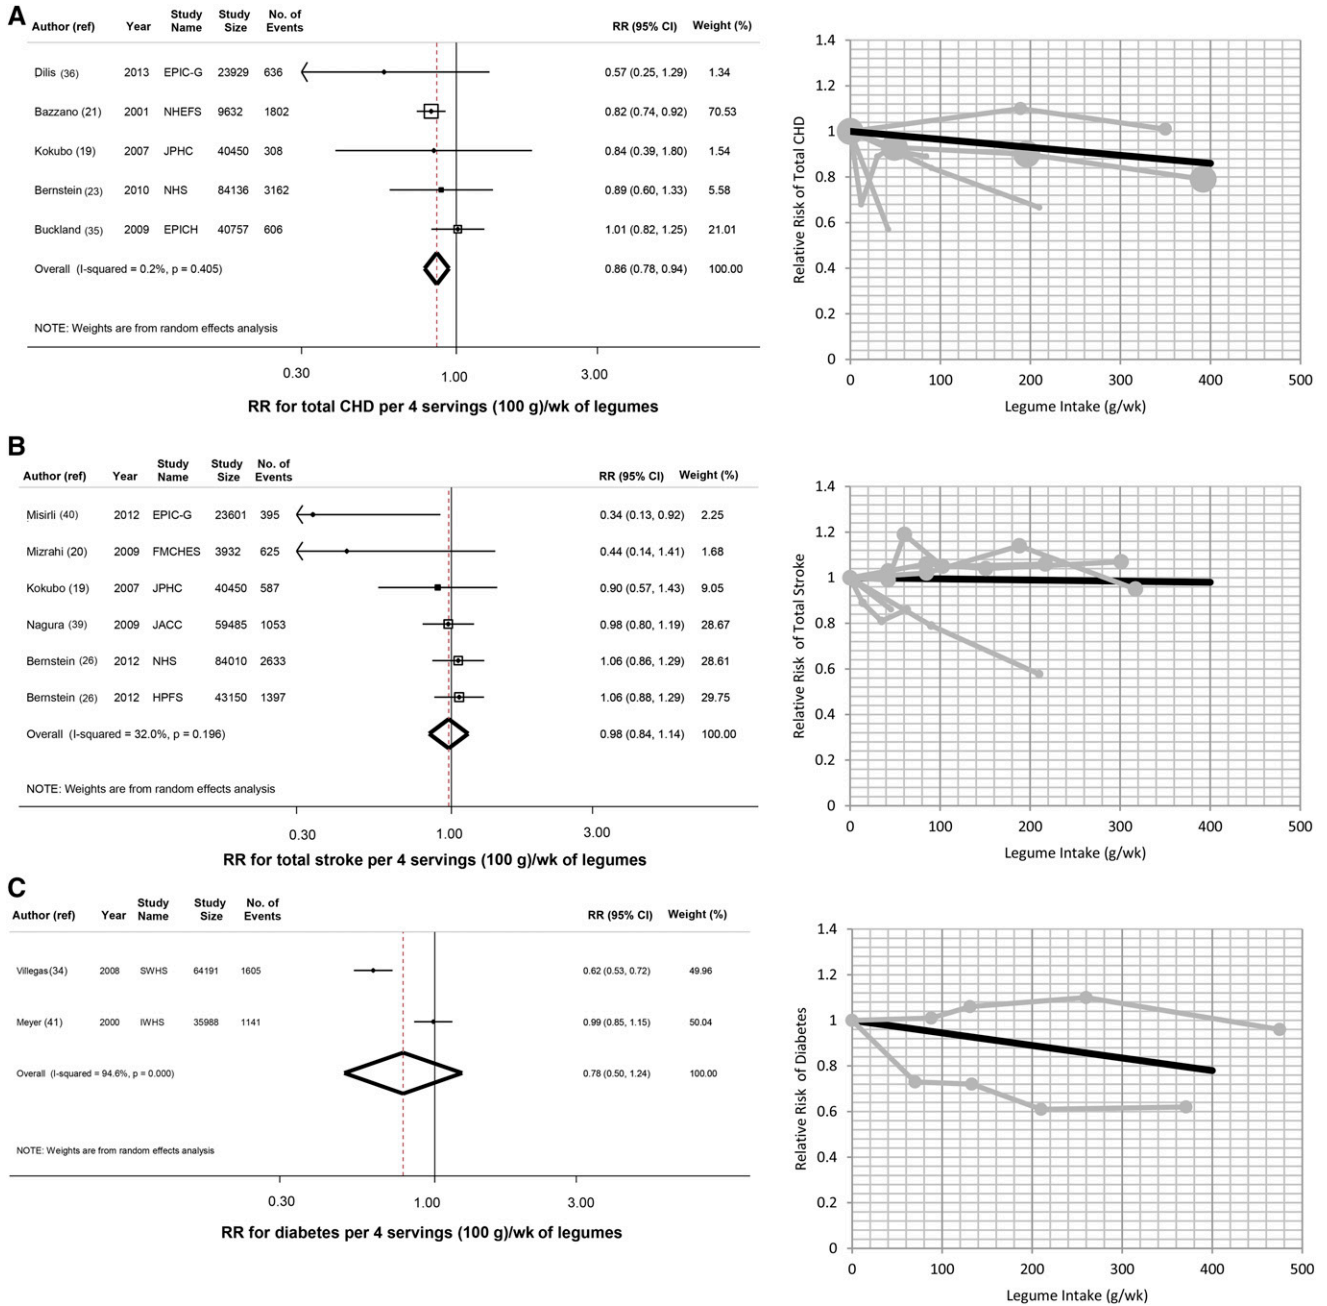 A
Author (ref) Year Study Name Study Size No. of Events RR (95% CI) Weight (%)
Dilis (36) 2013 EPIC-G 23929 636 0.57 (0.25, 1.29) 1.34
Bazzano (21) 2001 NHEFS 9632 1802 0.82 (0.74, 0.92) 70.53
Kokubo (19) 2007 JPHC 40450 308 0.84 (0.39, 1.80) 1.54
Bernstein (23) 2010 NHS 84136 3162 0.89 (0.60, 1.33) 5.58
Buckland (35) 2009 EPICH 40757 606 1.01 (0.82, 1.25) 21.01
Overall (I-squared = 0.2%, p = 0.405) 0.86 (0.78, 0.94) 100.00
NOTE: Weights are from random effects analysis
0.30 1.00 3.00
RR for total CHD per 4 servings (100 g)/wk of legumes
Relative Risk of Total CHD
1.4
1.2
1
0.8
0.6
0.4
0.2
0
0 100 200 300 400 500
Legume Intake (g/wk)
B
Author (ref) Year Study Name Study Size No. of Events RR (95% CI) Weight (%)
Misirli (40) 2012 EPIC-G 23601 395 0.34 (0.13, 0.92) 2.25
Mizrahi (20) 2009 FMCHES 3932 625 0.44 (0.14, 1.41) 1.68
Kokubo (19) 2007 JPHC 40450 587 0.90 (0.57, 1.43) 9.05
Nagura (39) 2009 JACC 59485 1053 0.98 (0.80, 1.19) 28.67
Bernstein (26) 2012 NHS 84010 2633 1.06 (0.86, 1.29) 28.61
Bernstein (26) 2012 HPFS 43150 1397 1.06 (0.88, 1.29) 29.75
Overall (I-squared = 32.0%, p = 0.196) 0.98 (0.84, 1.14) 100.00
NOTE: Weights are from random effects analysis
0.30 1.00 3.00
RR for total stroke per 4 servings (100 g)/wk of legumes
Relative Risk of Total Stroke
1.4
1.2
1
0.8
0.6
0.4
0.2
0
0 100 200 300 400 500
Legume Intake (g/wk)
C
Author (ref) Year Study Name Study Size No. of Events RR (95% CI) Weight (%)
Villegas(34) 2008 SWHS 64191 1605 0.62 (0.53, 0.72) 49.96
Meyer (41) 2000 IWHS 35988 1141 0.99 (0.85, 1.15) 50.04
Overall (I-squared = 94.6%, p = 0.000) 0.78 (0.50, 1.24) 100.00
NOTE: Weights are from random effects analysis
0.30 1.00 3.00
RR for diabetes per 4 servings (100 g)/wk of legumes
Relative Risk of Diabetes
1.4
1.2
1
0.8
0.6
0.4
0.2
0
0 100 200 300 400 500
Legume Intake (g/wk)